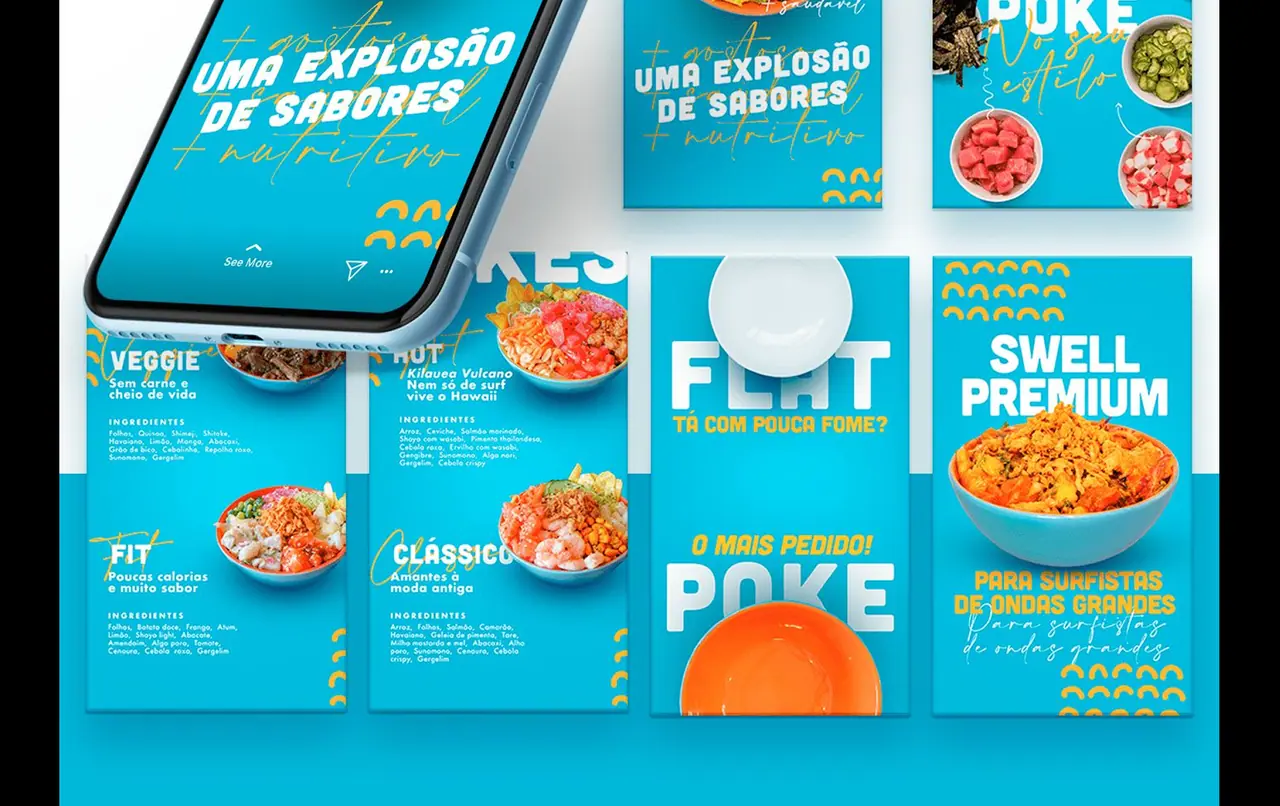 + gostoso
UMA EXPLOSÃO
+ saudável
DE SABORES
+ nutritivo
See More
+ saudável
+ gostoso
UMA EXPLOSÃO
+ saudável
DE SABORES
+ nutritivo
POKE
No seu
estilo
KES
VEGGIE
Sem carne e
cheio de vida
INGREDIENTES
Folhas, Quinoa, Shimeji, Shitake,
Havaiano, Limão, Manga, Abacaxi,
Grão de bico, Cebolinha, Repolho roxo,
Sunomono, Gergelim
FIT
Fit
Poucas calorias
e muito sabor
INGREDIENTES
Folhas, Batata doce, Frango, Atum,
Limão, Shoyo light, Abacate,
Amendoim, Alga poro, Tomate,
Cenoura, Cebola roxa, Gergelim
HOT
Kilauea Vulcano
Nem só de surf
vive o Hawaii
INGREDIENTES
Arroz, Ceviche, Salmão marinado,
Shoyo com wasabi, Pimenta thailandesa,
Cebola roxa, Ervilha com wasabi,
Gengibre, Sunomono, Alga nori,
Gergelim, Cebola crispy
CLÁSSICO
Amantes à
moda antiga
INGREDIENTES
Arroz, Folhas, Salmão, Camarão,
Havaiano, Geleia de pimenta, Tare,
Milho mostarda e mel, Abacaxi, Alho
poro, Sunomono, Cenoura, Cebola
crispy, Gergelim
FLAT
TÁ COM POUCA FOME?
O MAIS PEDIDO!
POKE
SWELL
PREMIUM
PARA SURFISTAS
DE ONDAS GRANDES
Para surfistas
de ondas grandes